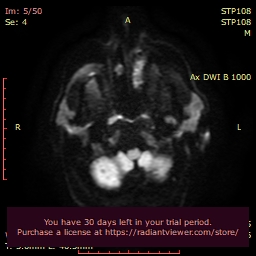 Im: 5/50
Se: 4
A
STP108
STP108
M
Ax DWI B 1000
R
L
You have 30 days left in your trial period.
Purchase a license at https://radiantviewer.com/store/